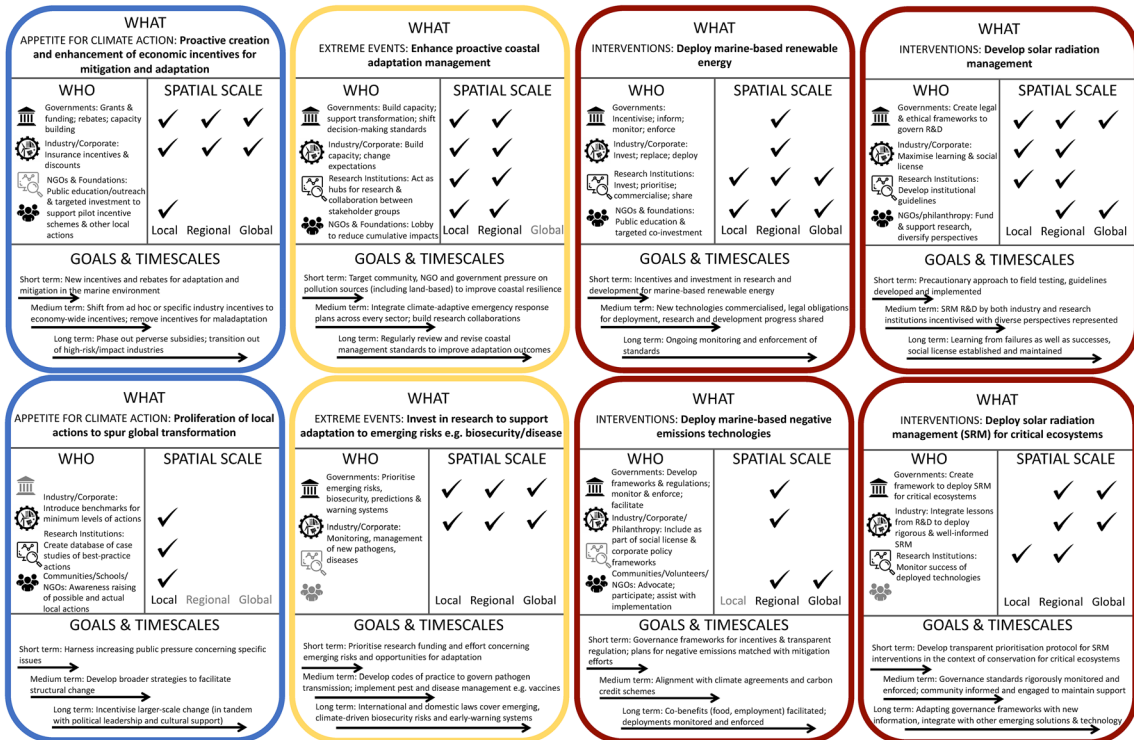 WHAT
APPETITE FOR CLIMATE ACTION: Proactive creation
and enhancement of economic incentives for
mitigation and adaptation
WHO
SPATIAL SCALE
Governments: Grants &
funding; rebates; capacity
building
Industry/Corporate:
Insurance incentives &
discounts
NGOs & Foundations:
Public education/outreach
& targeted investment to
support pilot incentive
schemes & other local
actions
Local Regional Global
GOALS & TIMESCALES
Short term: New incentives and rebates for adaptation and
mitigation in the marine environment
Medium term: Shift from ad hoc or specific industry incentives to
economy-wide incentives; remove incentives for maladaptation
Long term: Phase out perverse subsidies; transition out
of high-risk/impact industries
WHAT
EXTREME EVENTS: Enhance proactive coastal
adaptation management
WHO
SPATIAL SCALE
Governments: Build capacity;
support transformation; shift
decision-making standards
Industry/Corporate: Build
capacity; change
expectations
Research Institutions: Act as
hubs for research &
collaboration between
stakeholder groups
NGOs & Foundations: Lobby
to reduce cumulative impacts
Local Regional Global
GOALS & TIMESCALES
Short term: Target community, NGO and government pressure on
pollution sources (including land-based) to improve coastal resilience
Medium term: Integrate climate-adaptive emergency response
plans across every sector; build research collaborations
Long term: Regularly review and revise coastal
management standards to improve adaptation outcomes
WHAT
INTERVENTIONS: Deploy marine-based renewable
energy
WHO
SPATIAL SCALE
Governments:
Incentivise; inform;
monitor; enforce
Industry/Corporate:
Invest; replace; deploy
Research Institutions:
Invest; prioritise;
commercialise; share
NGOs & foundations:
Public education &
targeted co-investment
Local Regional Global
GOALS & TIMESCALES
Short term: Incentives and investment in research and
development for marine-based renewable energy
Medium term: New technologies commercialised, legal obligations
for deployment, research and development progress shared
Long term: Ongoing monitoring and enforcement of
standards
WHAT
INTERVENTIONS: Develop solar radiation
management
WHO
SPATIAL SCALE
Governments: Create legal
& ethical frameworks to
govern R&D
Industry/Corporate:
Maximise learning & social
license
Research Institutions:
Develop institutional
guidelines
NGOs/philanthropy: Fund
& support research,
diversify perspectives
Local Regional Global
GOALS & TIMESCALES
Short term: Precautionary approach to field testing, guidelines
developed and implemented
Medium term: SRM R&D by both industry and research
institutions incentivised with diverse perspectives represented
Long term: Learning from failures as well as successes,
social license established and maintained
WHAT
APPETITE FOR CLIMATE ACTION: Proliferation of local
actions to spur global transformation
WHO
SPATIAL SCALE
Industry/Corporate:
Introduce benchmarks for
minimum levels of actions
Research Institutions:
Create database of case
studies of best-practice
actions
Communities/Schools/
NGOs: Awareness raising
of possible and actual
local actions
Local Regional Global
GOALS & TIMESCALES
Short term: Harness increasing public pressure concerning specific
issues
Medium term: Develop broader strategies to facilitate
structural change
Long term: Incentivise larger-scale change (in tandem
with political leadership and cultural support)
WHAT
EXTREME EVENTS: Invest in research to support
adaptation to emerging risks e.g. biosecurity/disease
WHO
SPATIAL SCALE
Governments: Prioritise
emerging risks,
biosecurity, predictions &
warning systems
Industry/Corporate:
Monitoring, management
of new pathogens,
diseases
Local Regional Global
GOALS & TIMESCALES
Short term: Prioritise research funding and effort concerning
emerging risks and opportunities for adaptation
Medium term: Develop codes of practice to govern pathogen
transmission; implement pest and disease management e.g. vaccines
Long term: International and domestic laws cover emerging,
climate-driven biosecurity risks and early-warning systems
WHAT
INTERVENTIONS: Deploy marine-based negative
emissions technologies
WHO
SPATIAL SCALE
Governments: Develop
frameworks & regulations;
monitor & enforce;
facilitate
Industry/Corporate/
Philanthropy: Include as
part of social license &
corporate policy
frameworks
Communities/Volunteers/
NGOs: Advocate;
participate; assist with
implementation
Local Regional Global
GOALS & TIMESCALES
Short term: Governance frameworks for incentives & transparent
regulation; plans for negative emissions matched with mitigation
efforts
Medium term: Alignment with climate agreements and carbon
credit schemes
Long term: Co-benefits (food, employment) facilitated;
deployments monitored and enforced
WHAT
INTERVENTIONS: Deploy solar radiation
management (SRM) for critical ecosystems
WHO
SPATIAL SCALE
Governments: Create
framework to deploy SRM
for critical ecosystems
Industry: Integrate lessons
from R&D to deploy
rigorous & well-informed
SRM
Research Institutions:
Monitor success of
deployed technologies
Local Regional Global
GOALS & TIMESCALES
Short term: Develop transparent prioritisation protocol for SRM
interventions in the context of conservation for critical ecosystems
Medium term: Governance standards rigorously monitored and
enforced; community informed and engaged to maintain support
Long term: Adapting governance frameworks with new
information, integrate with other emerging solutions & technology